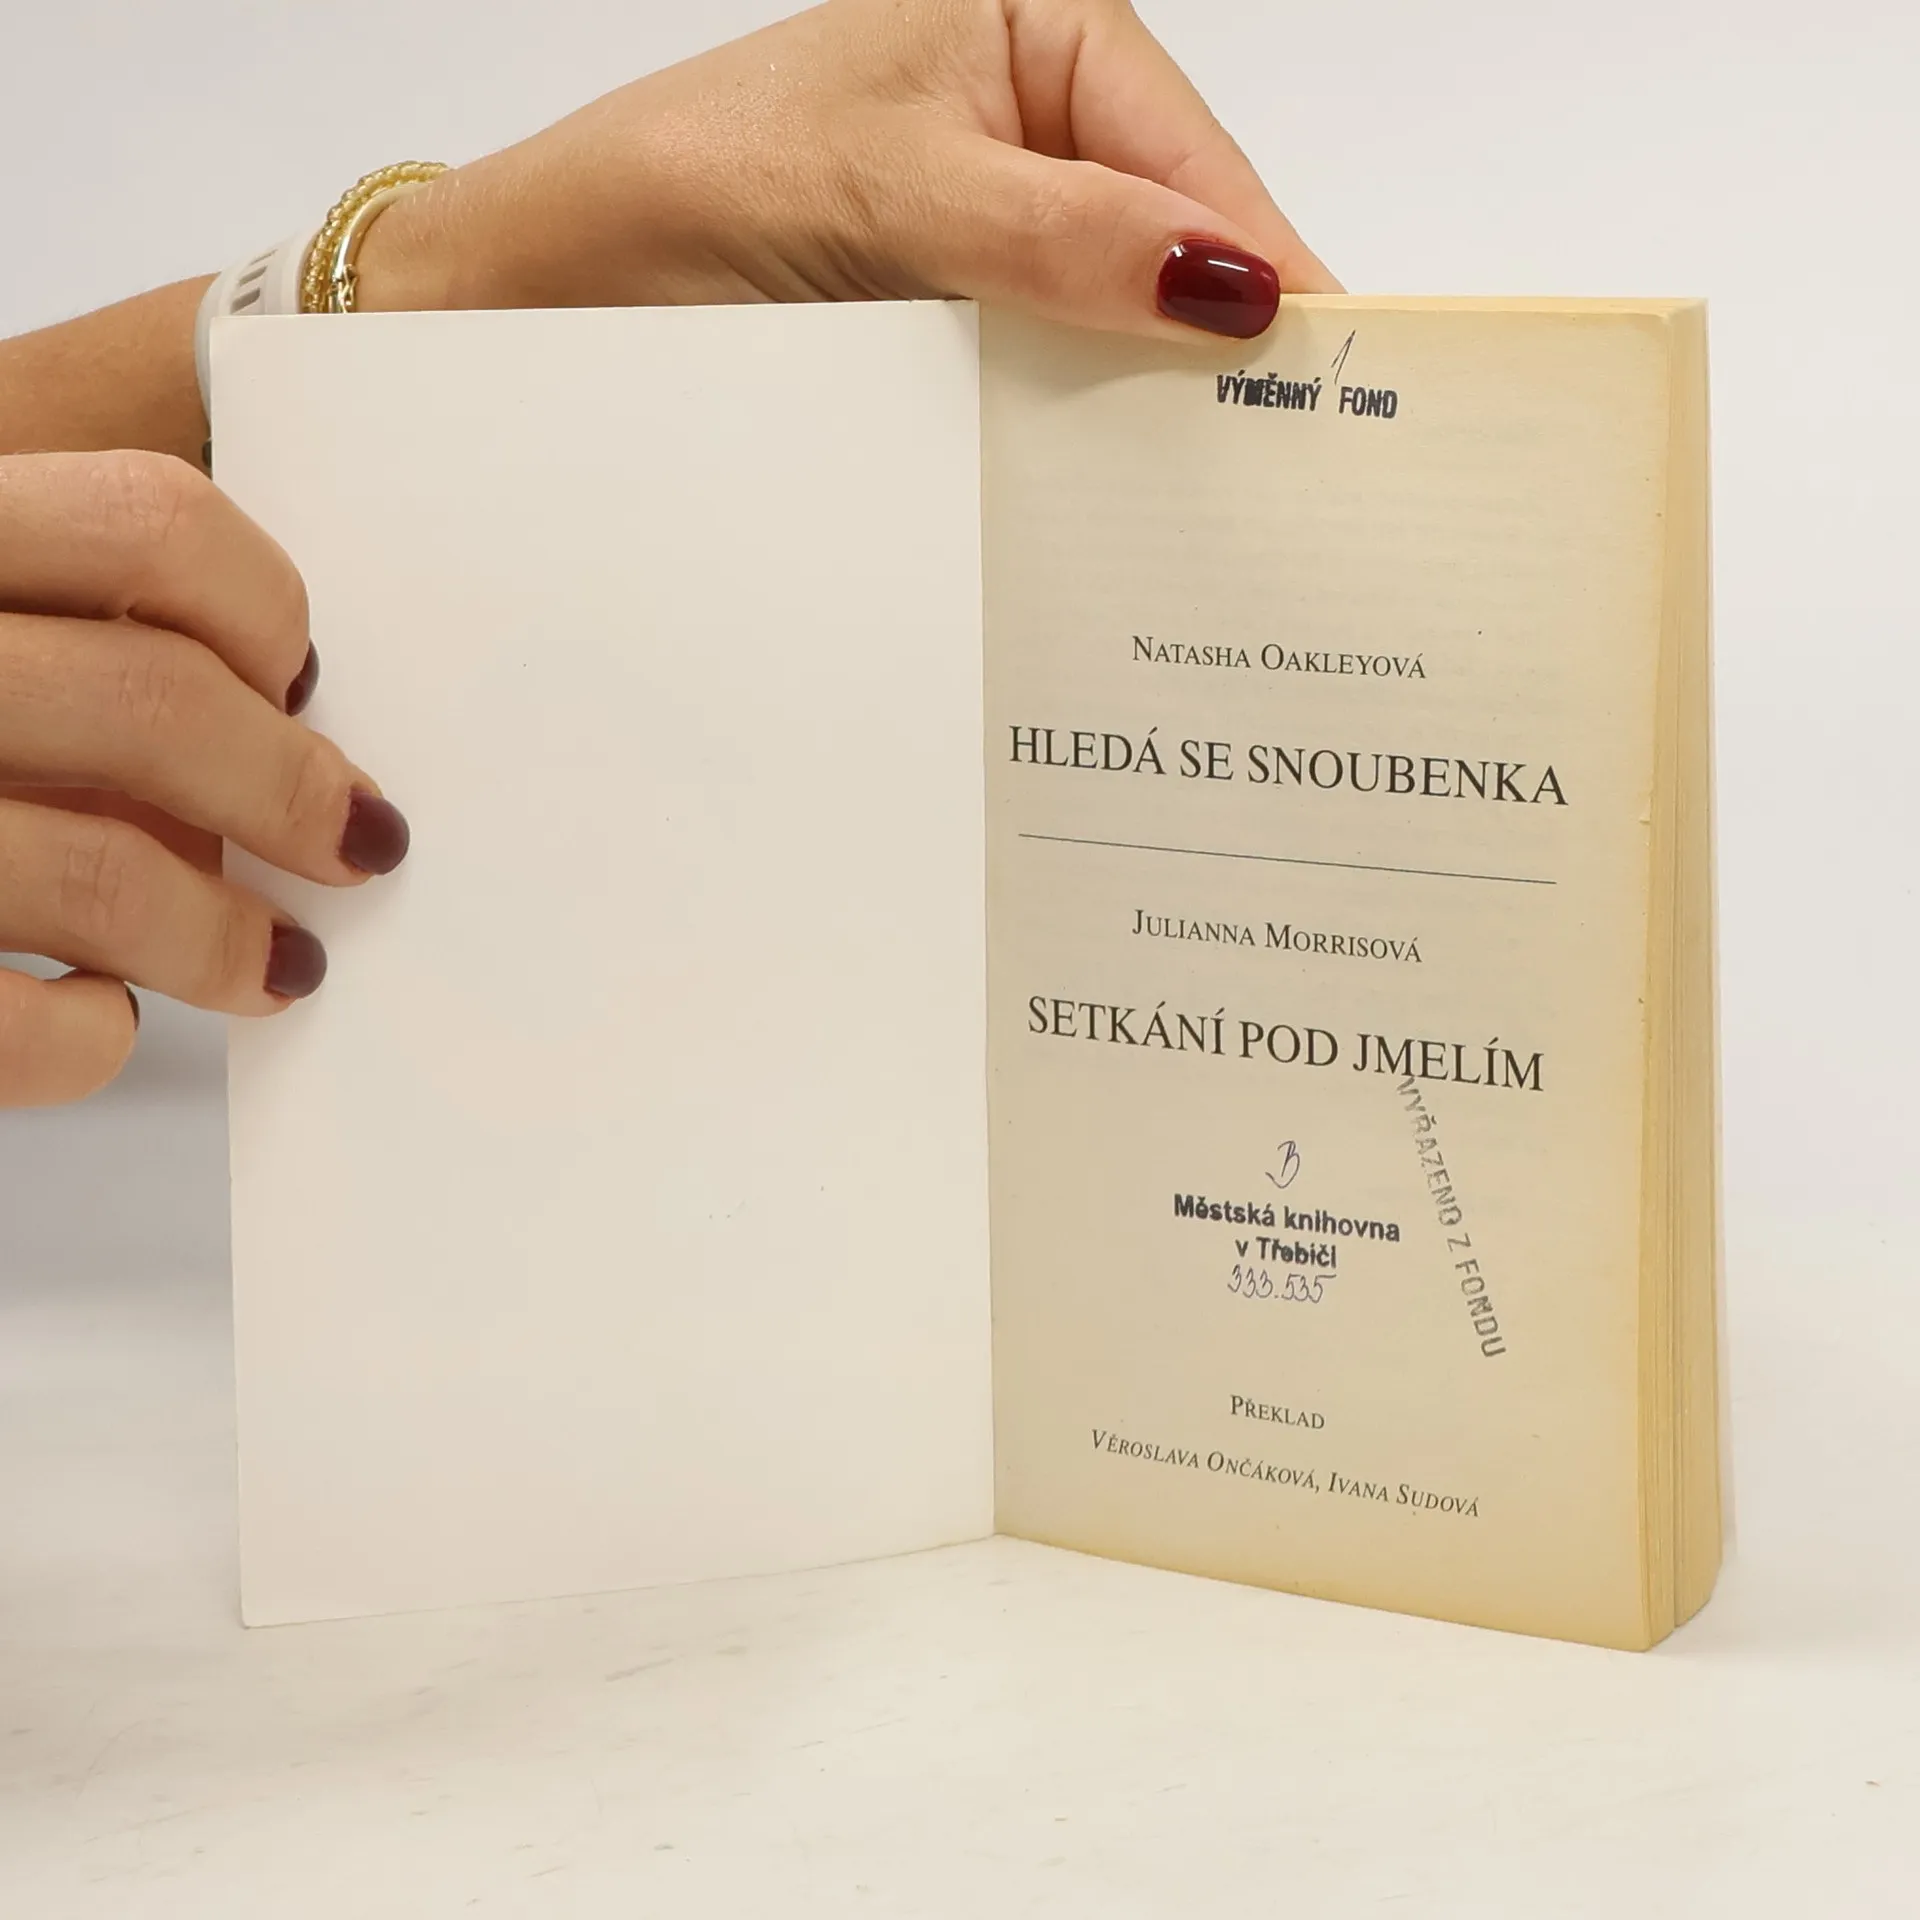 1
VÝMĚNNÝ FOND
NATASHA OAKLEYOVÁ
HLEDÁ SE SNOUBENKA
JULIANNA MORRISOVÁ
SETKÁNÍ POD JMELÍM
VYŘAZENO Z FONDU
B
Městská knihovna
v Třebíči
333.535
PŘEKLAD
VĚROSLAVA ONČÁKOVÁ, IVANA SUDOVÁ